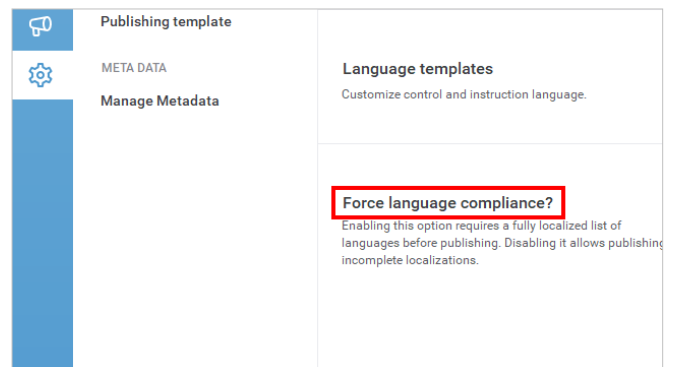 Publishing template
META DATA
Manage Metadata
Language templates
Customize control and instruction language.
Force language compliance?
Enabling this option requires a fully localized list of
languages before publishing. Disabling it allows publishing
incomplete localizations.